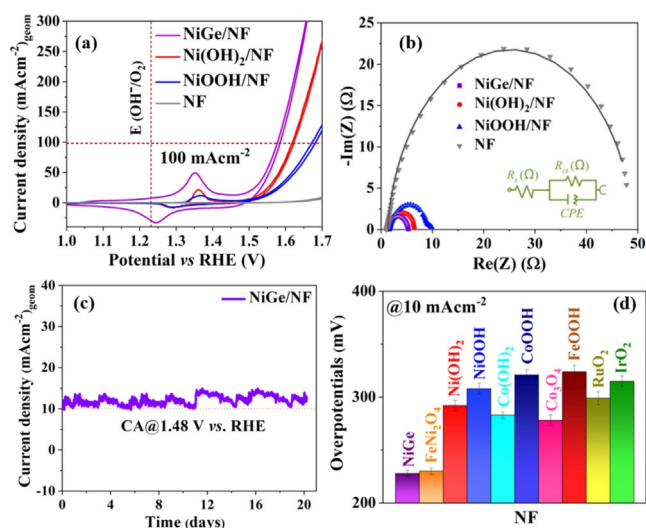 (a)
NiGe/NF
Ni(OH)₂/NF
NiOOH/NF
NF
E (OH⁻/O₂)
100 mAcm⁻²
Current density (mAcm⁻²)geom
300
250
200
150
100
50
0
-50
1.0 1.1 1.2 1.3 1.4 1.5 1.6 1.7
Potential vs RHE (V)
(b)
NiGe/NF
Ni(OH)₂/NF
NiOOH/NF
NF
Rs(Ω)
Rct(Ω)
CPE
-Im(Z) (Ω)
25
20
15
10
5
0
0 10 20 30 40 50
Re(Z) (Ω)
(c)
NiGe/NF
CA@1.48 V vs. RHE
Current density (mAcm⁻²)geom
40
30
20
10
0
-10
0 4 8 12 16 20
Time (days)
@10 mAcm⁻²
(d)
NiGe
FeNi₂O₄
Ni(OH)₂
NiOOH
Co(OH)₂
CoOOH
Co₃O₄
FeOOH
RuO₂
IrO₂
Overpotentials (mV)
400
300
200
NF